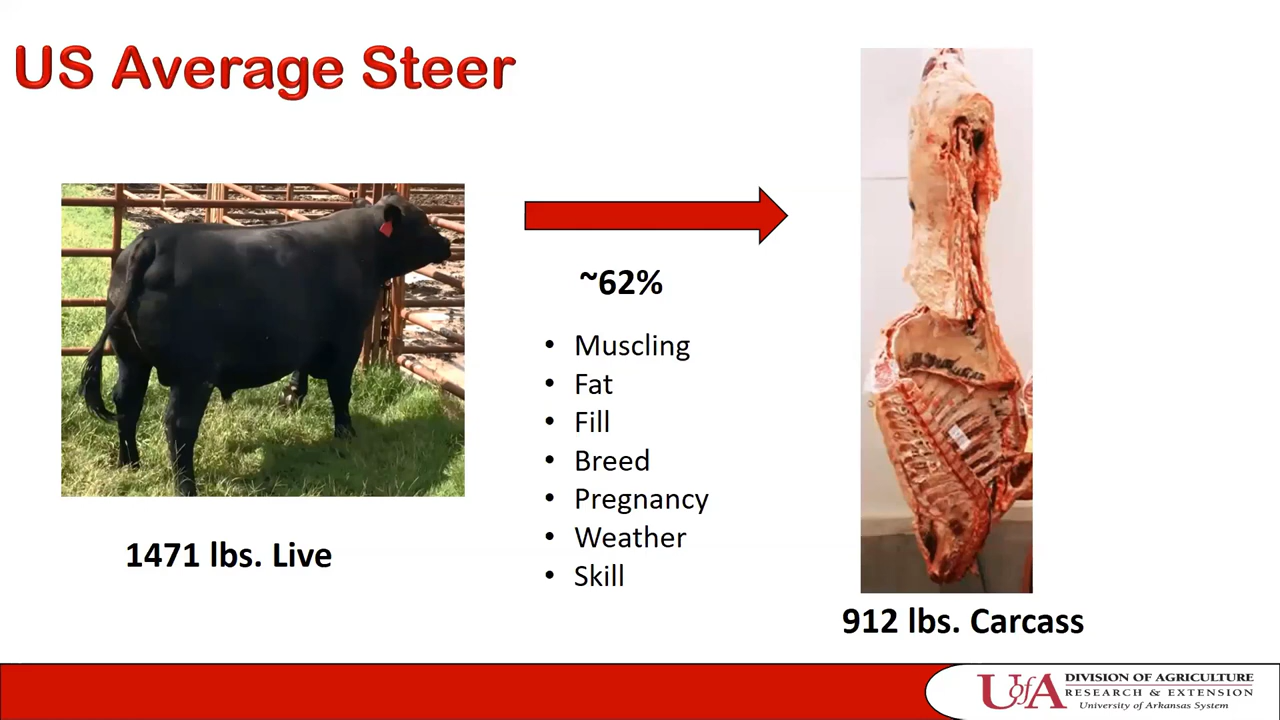 US Average Steer
~62%
• Muscling
• Fat
• Fill
• Breed
• Pregnancy
• Weather
• Skill
1471 lbs. Live
912 lbs. Carcass
UofA
DIVISION OF AGRICULTURE
RESEARCH & EXTENSION
University of Arkansas System